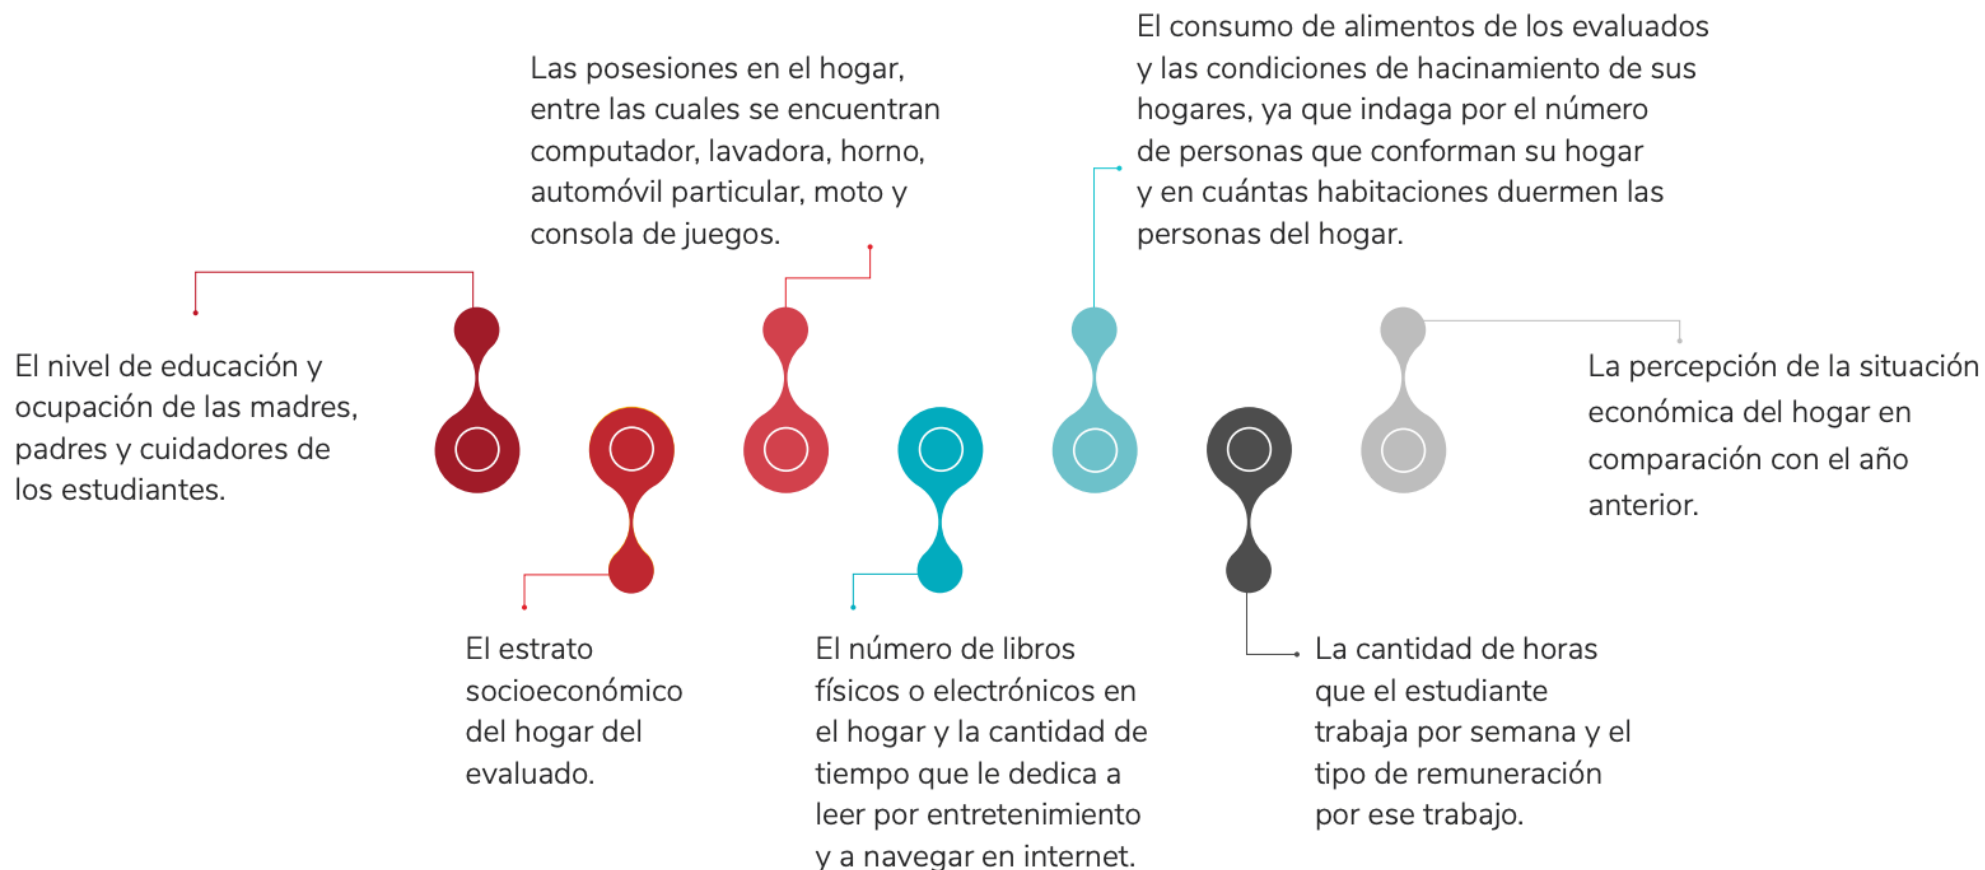 El nivel de educación y
ocupación de las madres,
padres y cuidadores de
los estudiantes.
El estrato
socioeconómico
del hogar del
evaluado.
Las posesiones en el hogar,
entre las cuales se encuentran
computador, lavadora, horno,
automóvil particular, moto y
consola de juegos.
El número de libros
físicos o electrónicos en
el hogar y la cantidad de
tiempo que le dedica a
leer por entretenimiento
y a navegar en internet.
El consumo de alimentos de los evaluados
y las condiciones de hacinamiento de sus
hogares, ya que indaga por el número
de personas que conforman su hogar
y en cuántas habitaciones duermen las
personas del hogar.
La cantidad de horas
que el estudiante
trabaja por semana y el
tipo de remuneración
por ese trabajo.
La percepción de la situación
económica del hogar en
comparación con el año
anterior.